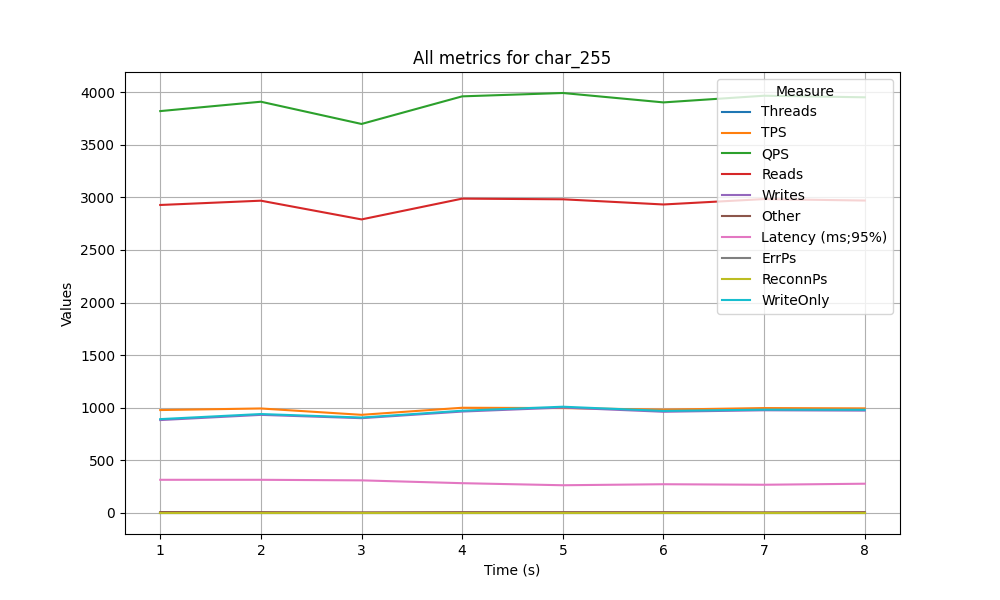 All metrics for char_255
Values
4000
3500
3000
2500
2000
1500
1000
500
0
Measure
Threads
TPS
QPS
Reads
Writes
Other
Latency (ms;95%)
ErrPs
ReconnPs
WriteOnly
1 2 3 4 5 6 7 8
Time (s)